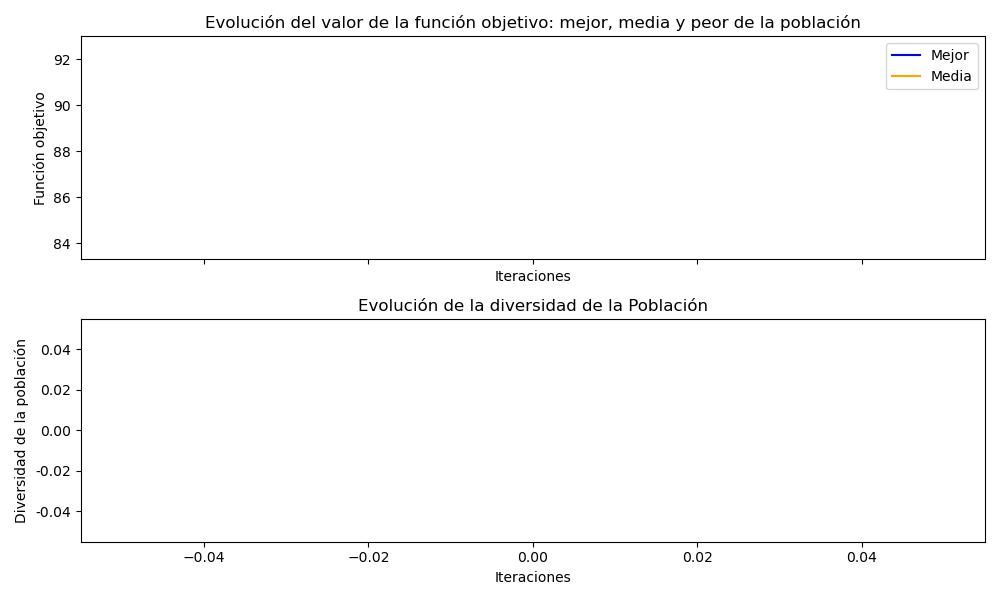 Evolución del valor de la función objetivo: mejor, media y peor de la población
Mejor
Media
92
90
88
86
84
Función objetivo
Iteraciones
Evolución de la diversidad de la Población
0.04
0.02
0.00
-0.02
-0.04
Diversidad de la población
−0.04 −0.02 0.00 0.02 0.04
Iteraciones